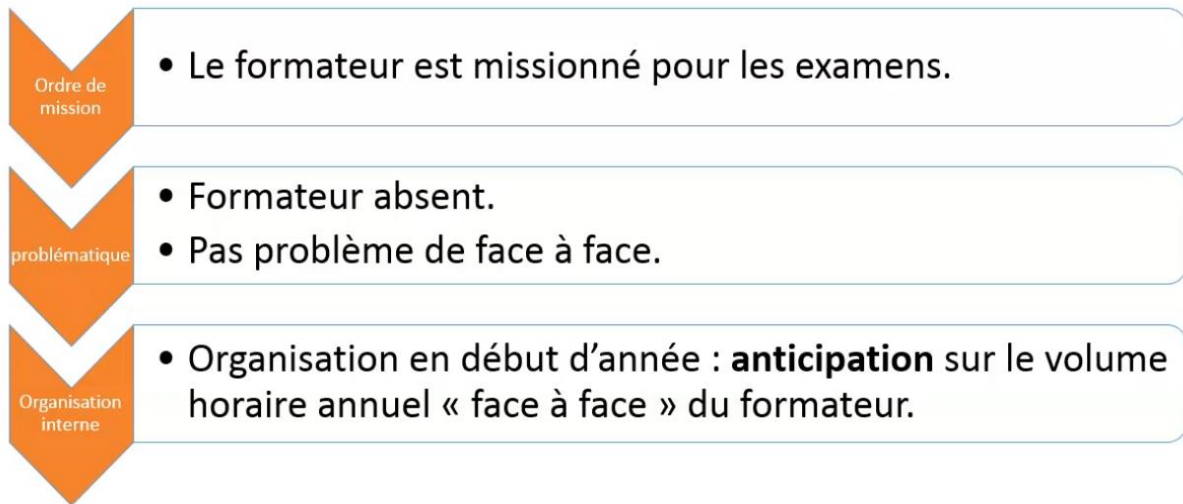 Ordre de
mission
• Le formateur est missionné pour les examens.
problématique
• Formateur absent.
• Pas problème de face à face.
Organisation
interne
• Organisation en début d’année : anticipation sur le volume
horaire annuel « face à face » du formateur.